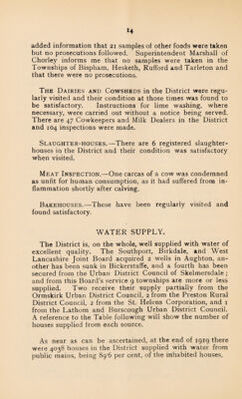 14
added information that 21 samples of other foods were taken
but no prosecutions followed. Superintendent Marshall of
Chorley informs me that no samples were taken in the
Townships of Bispham, Hesketh, Rufford and Tarleton and
that there were no prosecutions.
THE DAIRIES AND COWSHEDS in the District were regu-
larly visited and their condition at those times was found to
be satisfactory. Instructions for lime washing, where
necessary, were carried out without a notice being served.
There are 47 Cowkeepers and Milk Dealers in the District
and 104 inspections were made.
SLAUGHTER-HOUSES.—There are 6 registered slaughter-
houses in the District and their condition was satisfactory
when visited.
MEAT INSPECTION.—One carcas of a cow was condemned
as unfit for human consumption, as it had suffered from in-
flammation shortly after calving.
BAKEHOUSES.—These have been regularly visited and
found satisfactory.
WATER SUPPLY.
The District is, on the whole, well supplied with water of
excellent quality. The Southport, Birkdale, and West
Lancashire Joint Board acquired 2 wells in Aughton, an-
other has been sunk in Bickerstaffe, and a fourth has been
secured from the Urban District Council of Skelmersdale;
and from this Board's service 9 townships are more or less
supplied. Two receive their supply partially from the
Ormskirk Urban District Council, 2 from the Preston Rural
District Council, 2 from the St. Helens Corporation, and 1
from the Lathom and Burscough Urban District Council.
A reference to the Table following will show the number of
houses supplied from each source.
As near as can be ascertained, at the end of 1919 there
were 4038 houses in the District supplied with water from
public mains, being 89.6 per cent, of the inhabited houses,